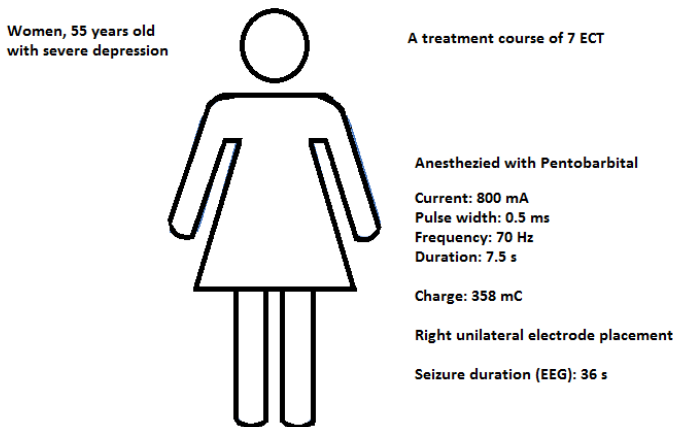 Women, 55 years old
with severe depression
A treatment course of 7 ECT
Anesthezied with Pentobarbital
Current: 800 mA
Pulse width: 0.5 ms
Frequency: 70 Hz
Duration: 7.5 s
Charge: 358 mC
Right unilateral electrode placement
Seizure duration (EEG): 36 s